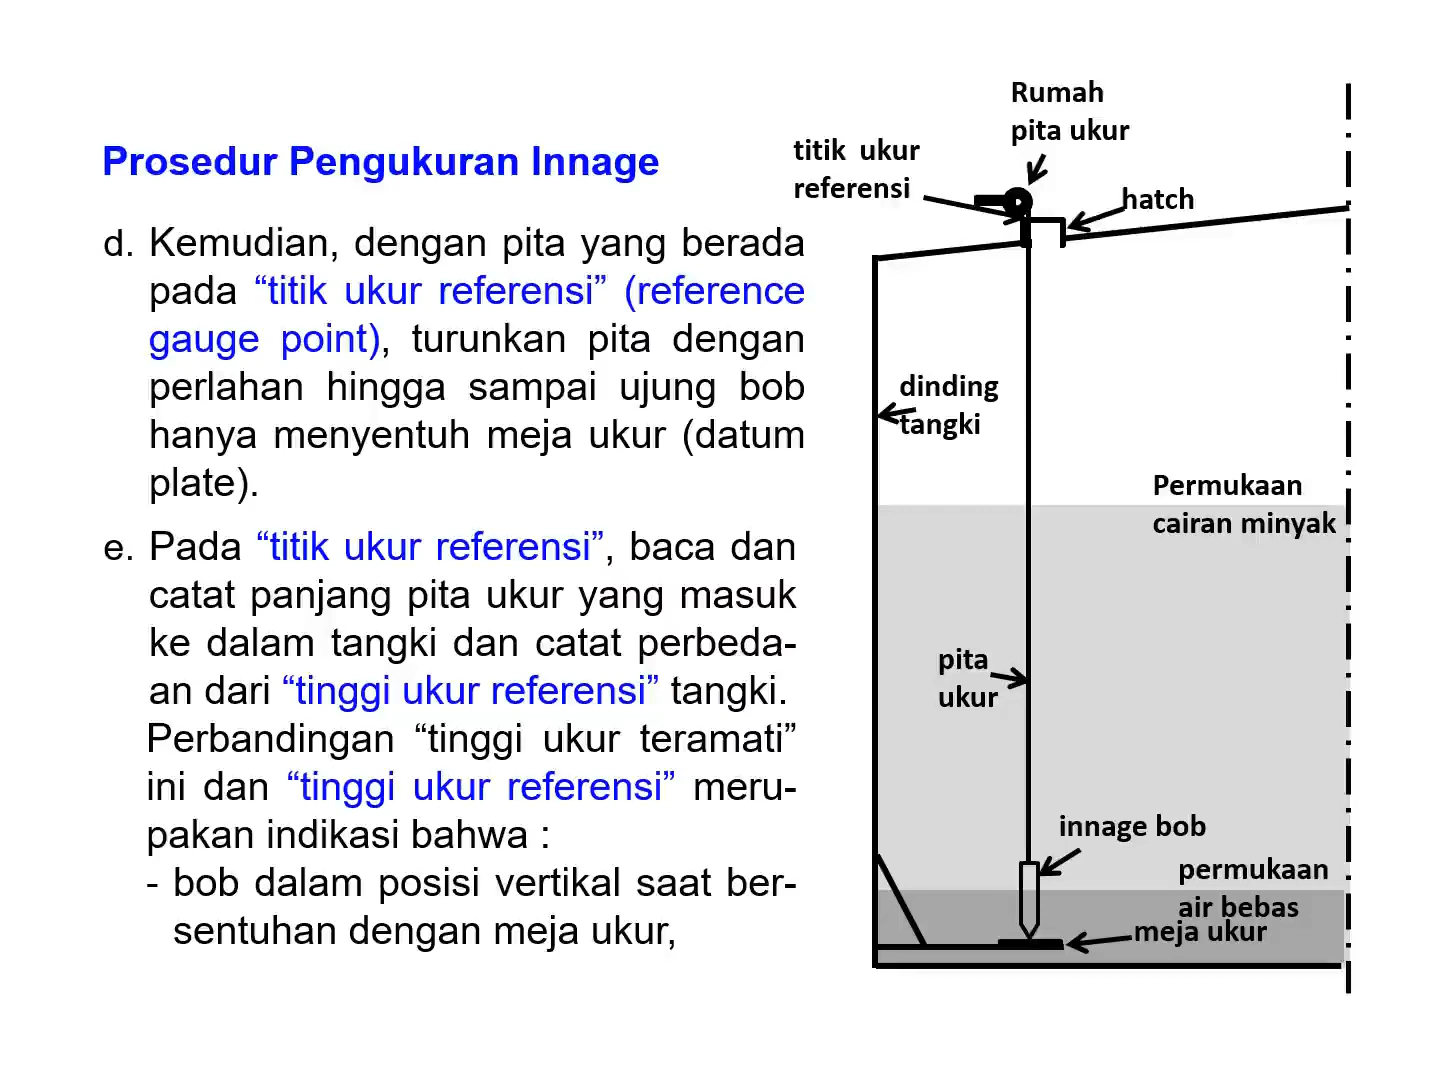 Prosedur Pengukuran Innage
d. Kemudian, dengan pita yang berada
pada “titik ukur referensi” (reference
gauge point), turunkan pita dengan
perlahan hingga sampai ujung bob
hanya menyentuh meja ukur (datum
plate).
e. Pada “titik ukur referensi”, baca dan
catat panjang pita ukur yang masuk
ke dalam tangki dan catat perbeda-
an dari “tinggi ukur referensi” tangki.
Perbandingan “tinggi ukur teramati”
ini dan “tinggi ukur referensi” meru-
pakan indikasi bahwa :
- bob dalam posisi vertikal saat ber-
sentuhan dengan meja ukur,
Rumah
pita ukur
titik ukur
referensi
hatch
dinding
tangki
Permukaan
cairan minyak
pita
ukur
innage bob
permukaan
air bebas
meja ukur